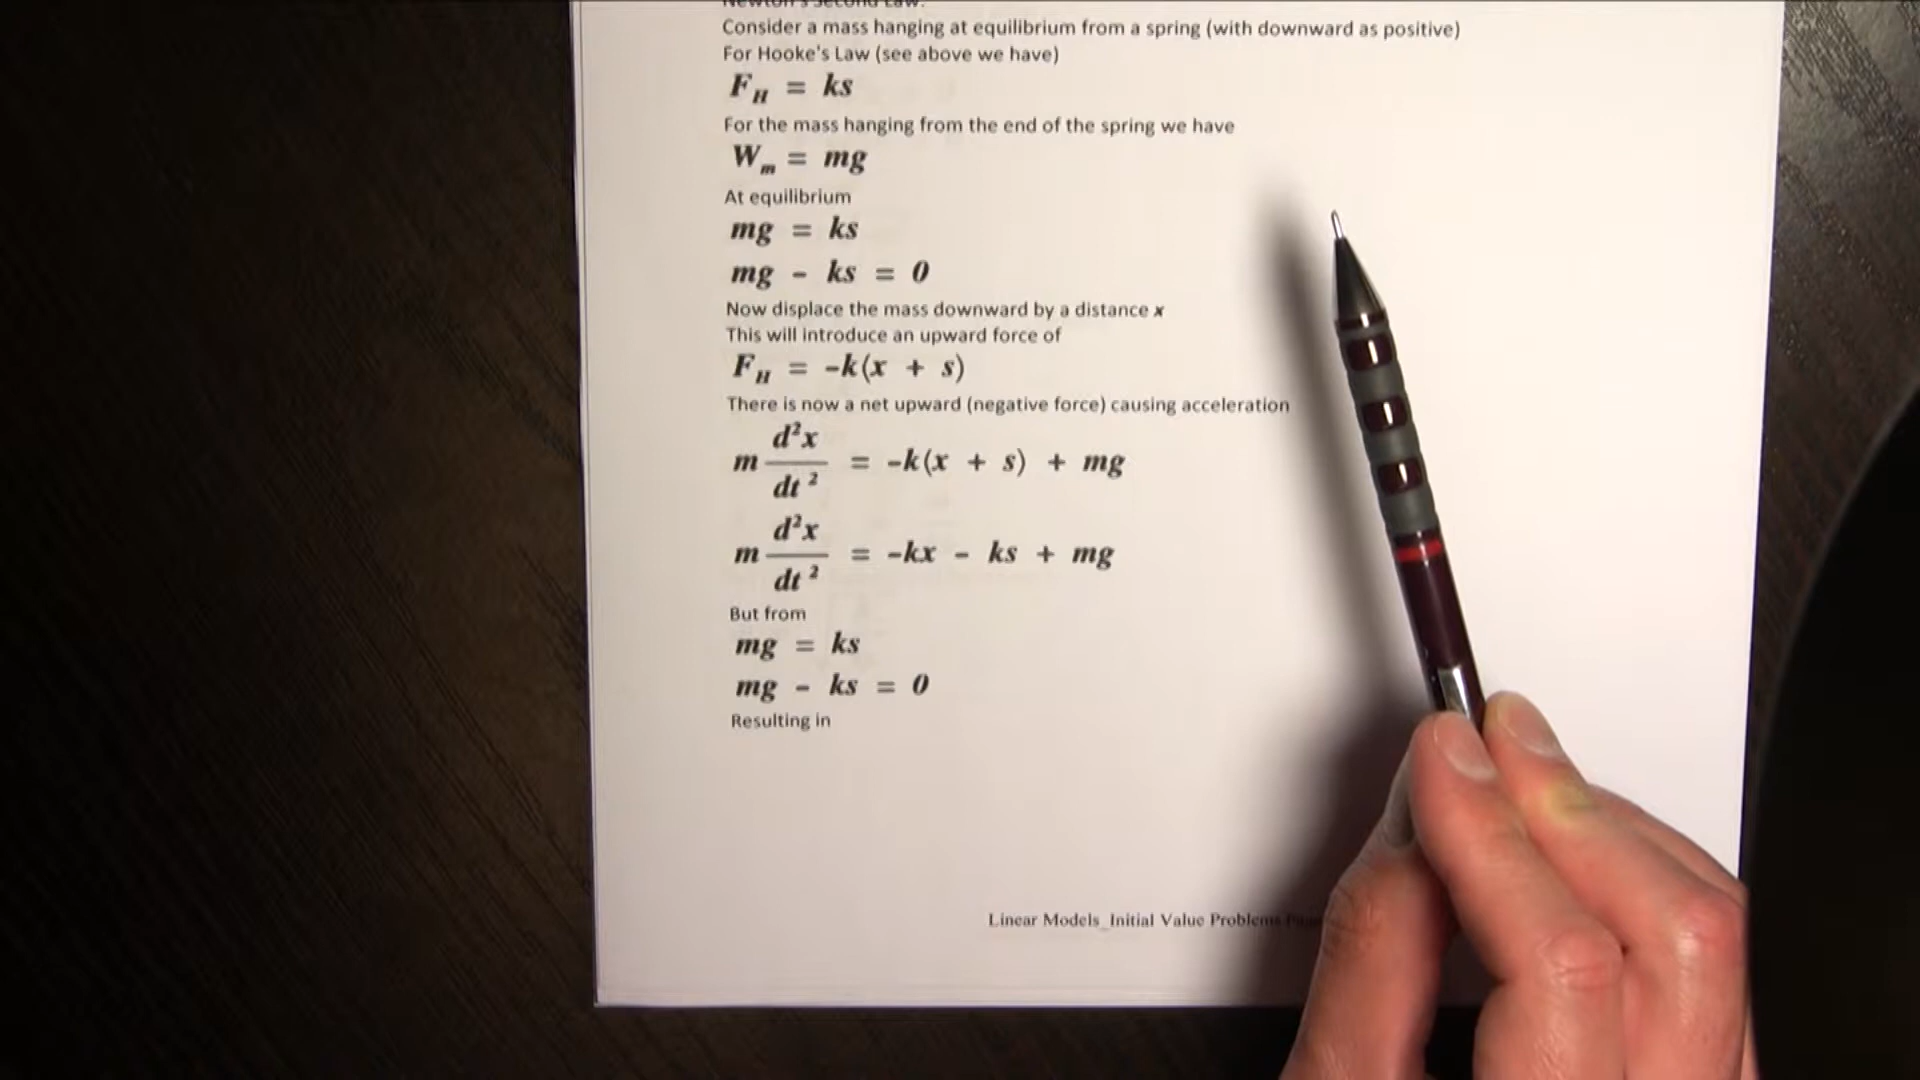 Newton's Second Law:
Consider a mass hanging at equilibrium from a spring (with downward as positive)
For Hooke's Law (see above we have)
F_H = ks
For the mass hanging from the end of the spring we have
W_m = mg
At equilibrium
mg = ks
mg - ks = 0
Now displace the mass downward by a distance x
This will introduce an upward force of
F_H = -k(x + s)
There is now a net upward (negative force) causing acceleration
m d²x/dt² = -k(x + s) + mg
m d²x/dt² = -kx - ks + mg
But from
mg = ks
mg - ks = 0
Resulting in
Linear Models_Initial Value Problems